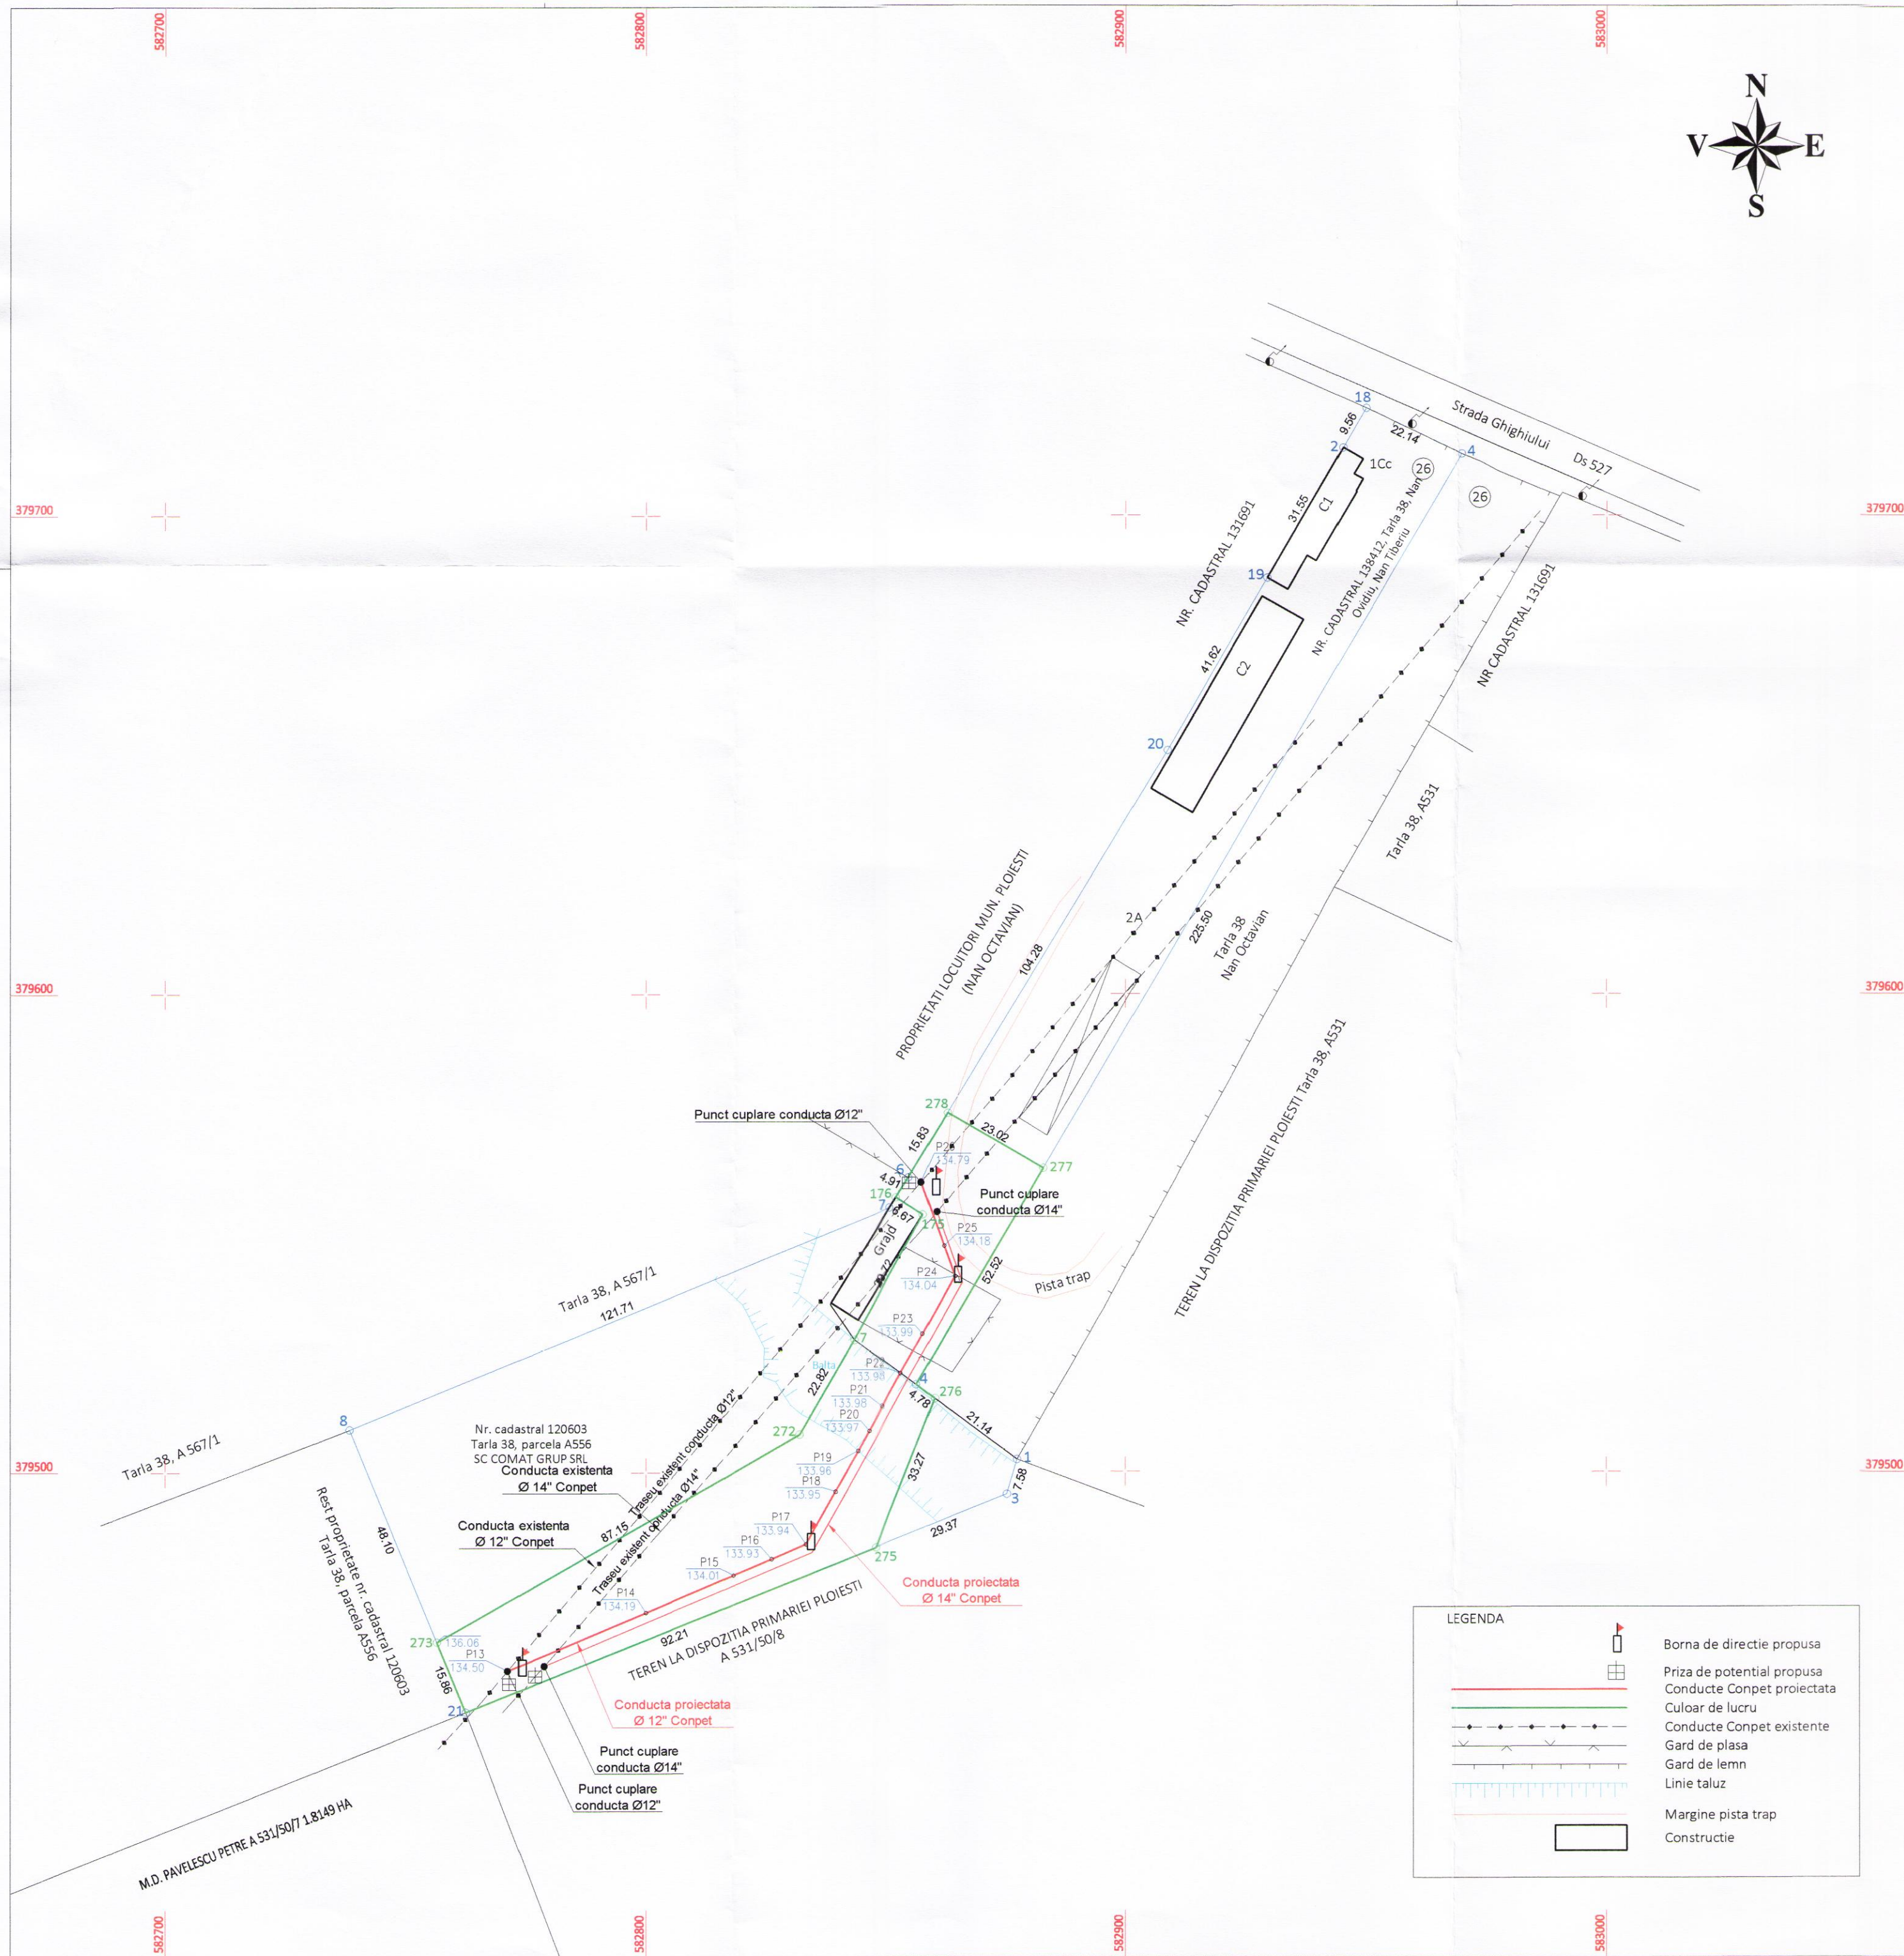 582700
582800
582900
583000
N
V
E
S
18
9.56
Strada Ghighiului
22.14
Ds 527
2
4
1Cc
26
26
C1
31.55
379700
379700
NR. CADASTRAL 131691
NR. CADASTRAL 138412, Tarla 38, Nan
Ovidiu, Nan Tiberiu
NR CADASTRAL 131691
19
41.62
C2
20
Tarla 38, A531
PROPRIETATI LOCUITORI MUN. PLOIESTI
(NAN OCTAVIAN)
2A
225.50
Tarla 38
Nan Octavian
104.28
379600
379600
TEREN LA DISPOZITIA PRIMARIEI PLOIESTI Tarla 38, A531
278
Punct cuplare conducta Ø12"
15.83
23.02
P26
134.79
277
6
4.91
176
7
6.67
175
Punct cuplare
conducta Ø14"
P25
134.18
Grajd
P24
134.04
52.52
Pista trap
Tarla 38, A 567/1
121.71
P23
133.99
7
Balta
P22
133.98
22.82
4
276
4.78
P21
133.98
P20
133.97
21.14
8
272
Nr. cadastral 120603
Tarla 38, parcela A556
SC COMAT GRUP SRL
Tarla 38, A 567/1
Traseu existent conducta Ø12"
P19
133.96
33.27
1
379500
379500
Conducta existenta
Ø 14" Conpet
Traseu existent conducta Ø14"
P18
133.95
7.58
3
Rest proprietate nr. cadastral 120603
Tarla 38, parcela A556
48.10
Conducta existenta
Ø 12" Conpet
87.15
P17
133.94
29.37
P16
133.93
275
P15
134.01
Conducta proiectata
Ø 14" Conpet
P14
134.19
92.21
TEREN LA DISPOZITIA PRIMARIEI PLOIESTI
A 531/50/8
273
136.06
P13
134.50
15.86
21
Conducta proiectata
Ø 12" Conpet
Punct cuplare
conducta Ø14"
Punct cuplare
conducta Ø12"
M.D. PAVELESCU PETRE A 531/50/7 1.8149 HA
LEGENDA
Borna de directie propusa
Priza de potential propusa
Conducte Conpet proiectata
Culoar de lucru
Conducte Conpet existente
Gard de plasa
Gard de lemn
Linie taluz
Margine pista trap
Constructie
582700
582800
582900
583000